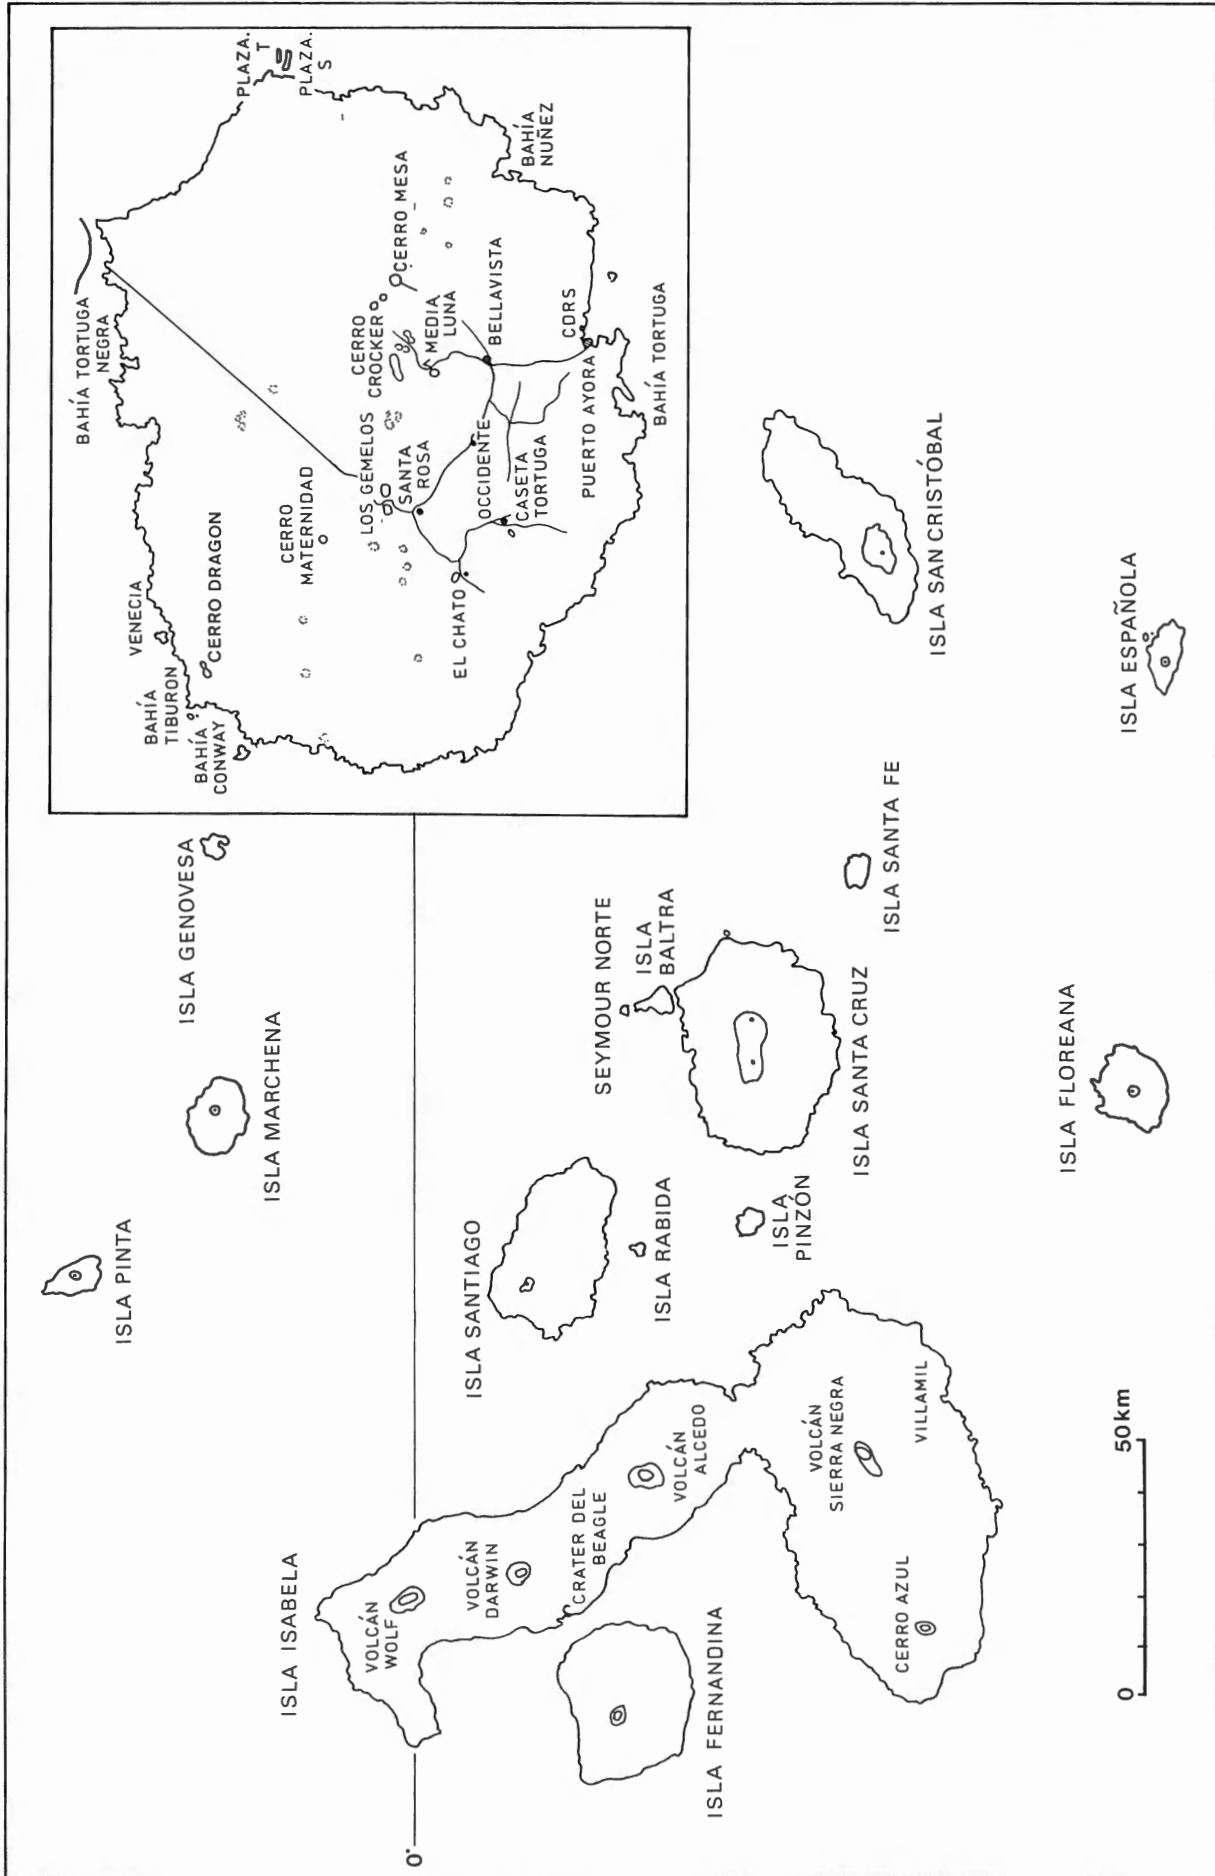 ISLA PINTA
ISLA GENOVESA
ISLA MARCHENA
ISLA ISABELA
VOLCÁN
WOLF
VOLCÁN
DARWIN
CRATER DEL
BEAGLE
VOLCÁN
ALCEDO
VOLCÁN
SIERRA NEGRA
CERRO AZUL
VILLAMIL
ISLA FERNANDINA
ISLA SANTIAGO
ISLA RABIDA
ISLA
PINZÓN
SEYMOUR NORTE
ISLA
BALTRA
ISLA SANTA CRUZ
ISLA SANTA FE
ISLA SAN CRISTÓBAL
ISLA FLOREANA
ISLA ESPAÑOLA
0
50 km
0.
BAHÍA TORTUGA
NEGRA
PLAZA.
T
PLAZA.
S
VENECIA
BAHÍA
TIBURON
BAHÍA
CONWAY
CERRO DRAGON
CERRO
MATERNIDAD
LOS GEMELOS
SANTA
ROSA
CERRO
CROCKER
MEDIA
LUNA
CERRO MESA
BELLAVISTA
EL CHATO
OCCIDENTE
CASETA
TORTUGA
PUERTO AYORA
CDRS
BAHÍA TORTUGA
BAHÍA
NUÑEZ